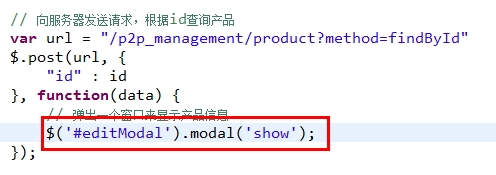 // 向服务器发送请求，根据id查询产品
var url = "/p2p_management/product?method=findById"
$.post(url, {
"id" : id
}, function(data) {
// 弹出一个窗口来显示产品信息
$('#editModal').modal('show');
});